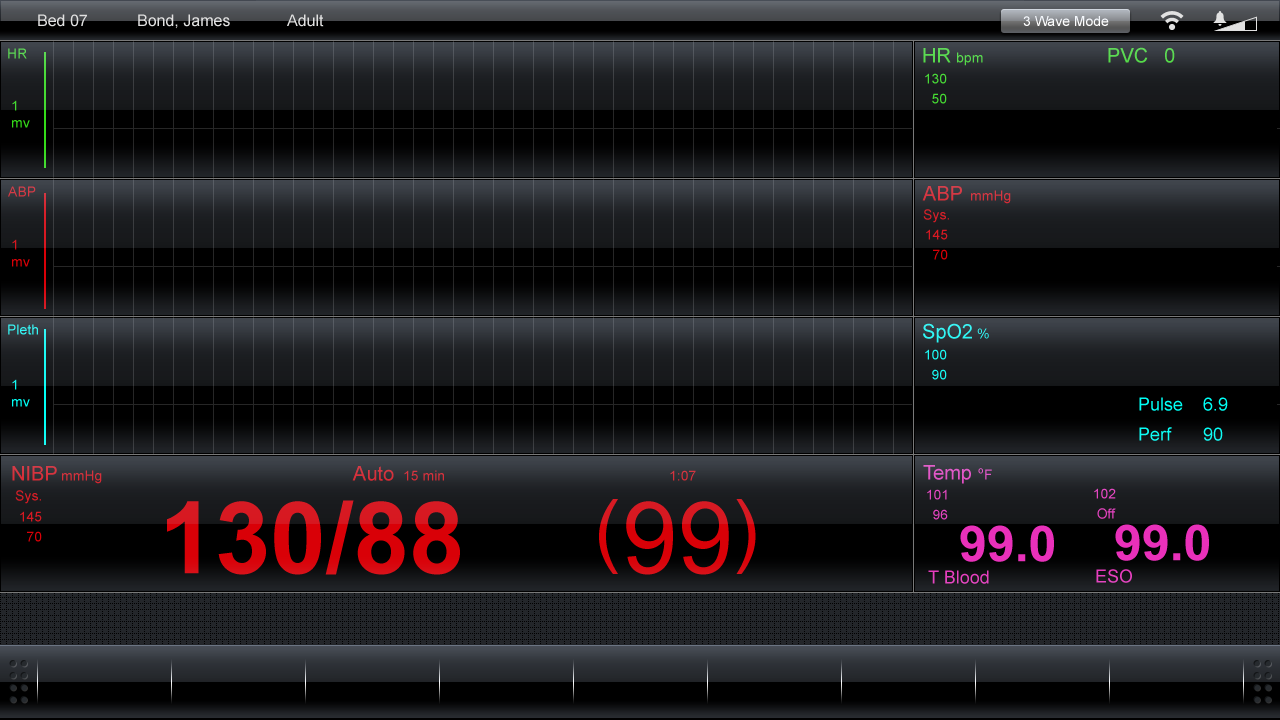 Bed 07 Bond, James Adult 3 Wave Mode
HR
1
mv
HR bpm PVC 0
130
50
ABP
1
mv
ABP mmHg
Sys.
145
70
Pleth
1
mv
SpO2 %
100
90
Pulse 6.9
Perf 90
NIBP mmHg Auto 15 min 1:07
Sys.
145
70
130/88 (99)
Temp °F
101 102
96 Off
99.0 99.0
T Blood ESO